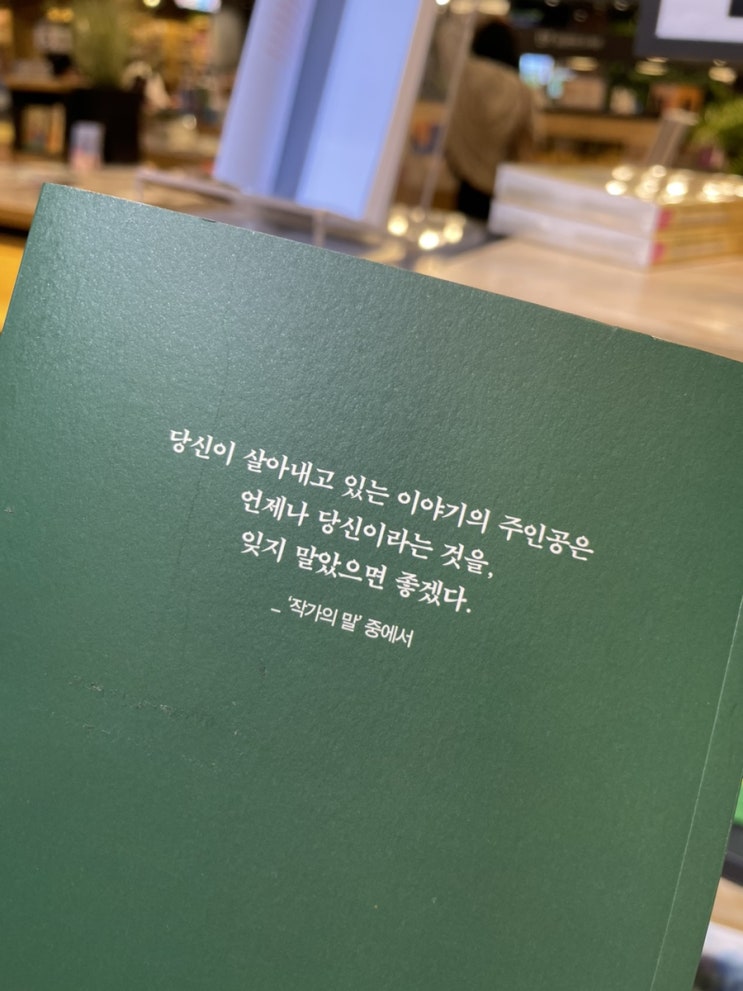 당신이 살아내고 있는 이야기의 주인공은
언제나 당신이라는 것을,
잊지 말았으면 좋겠다.
_ '작가의 말' 중에서